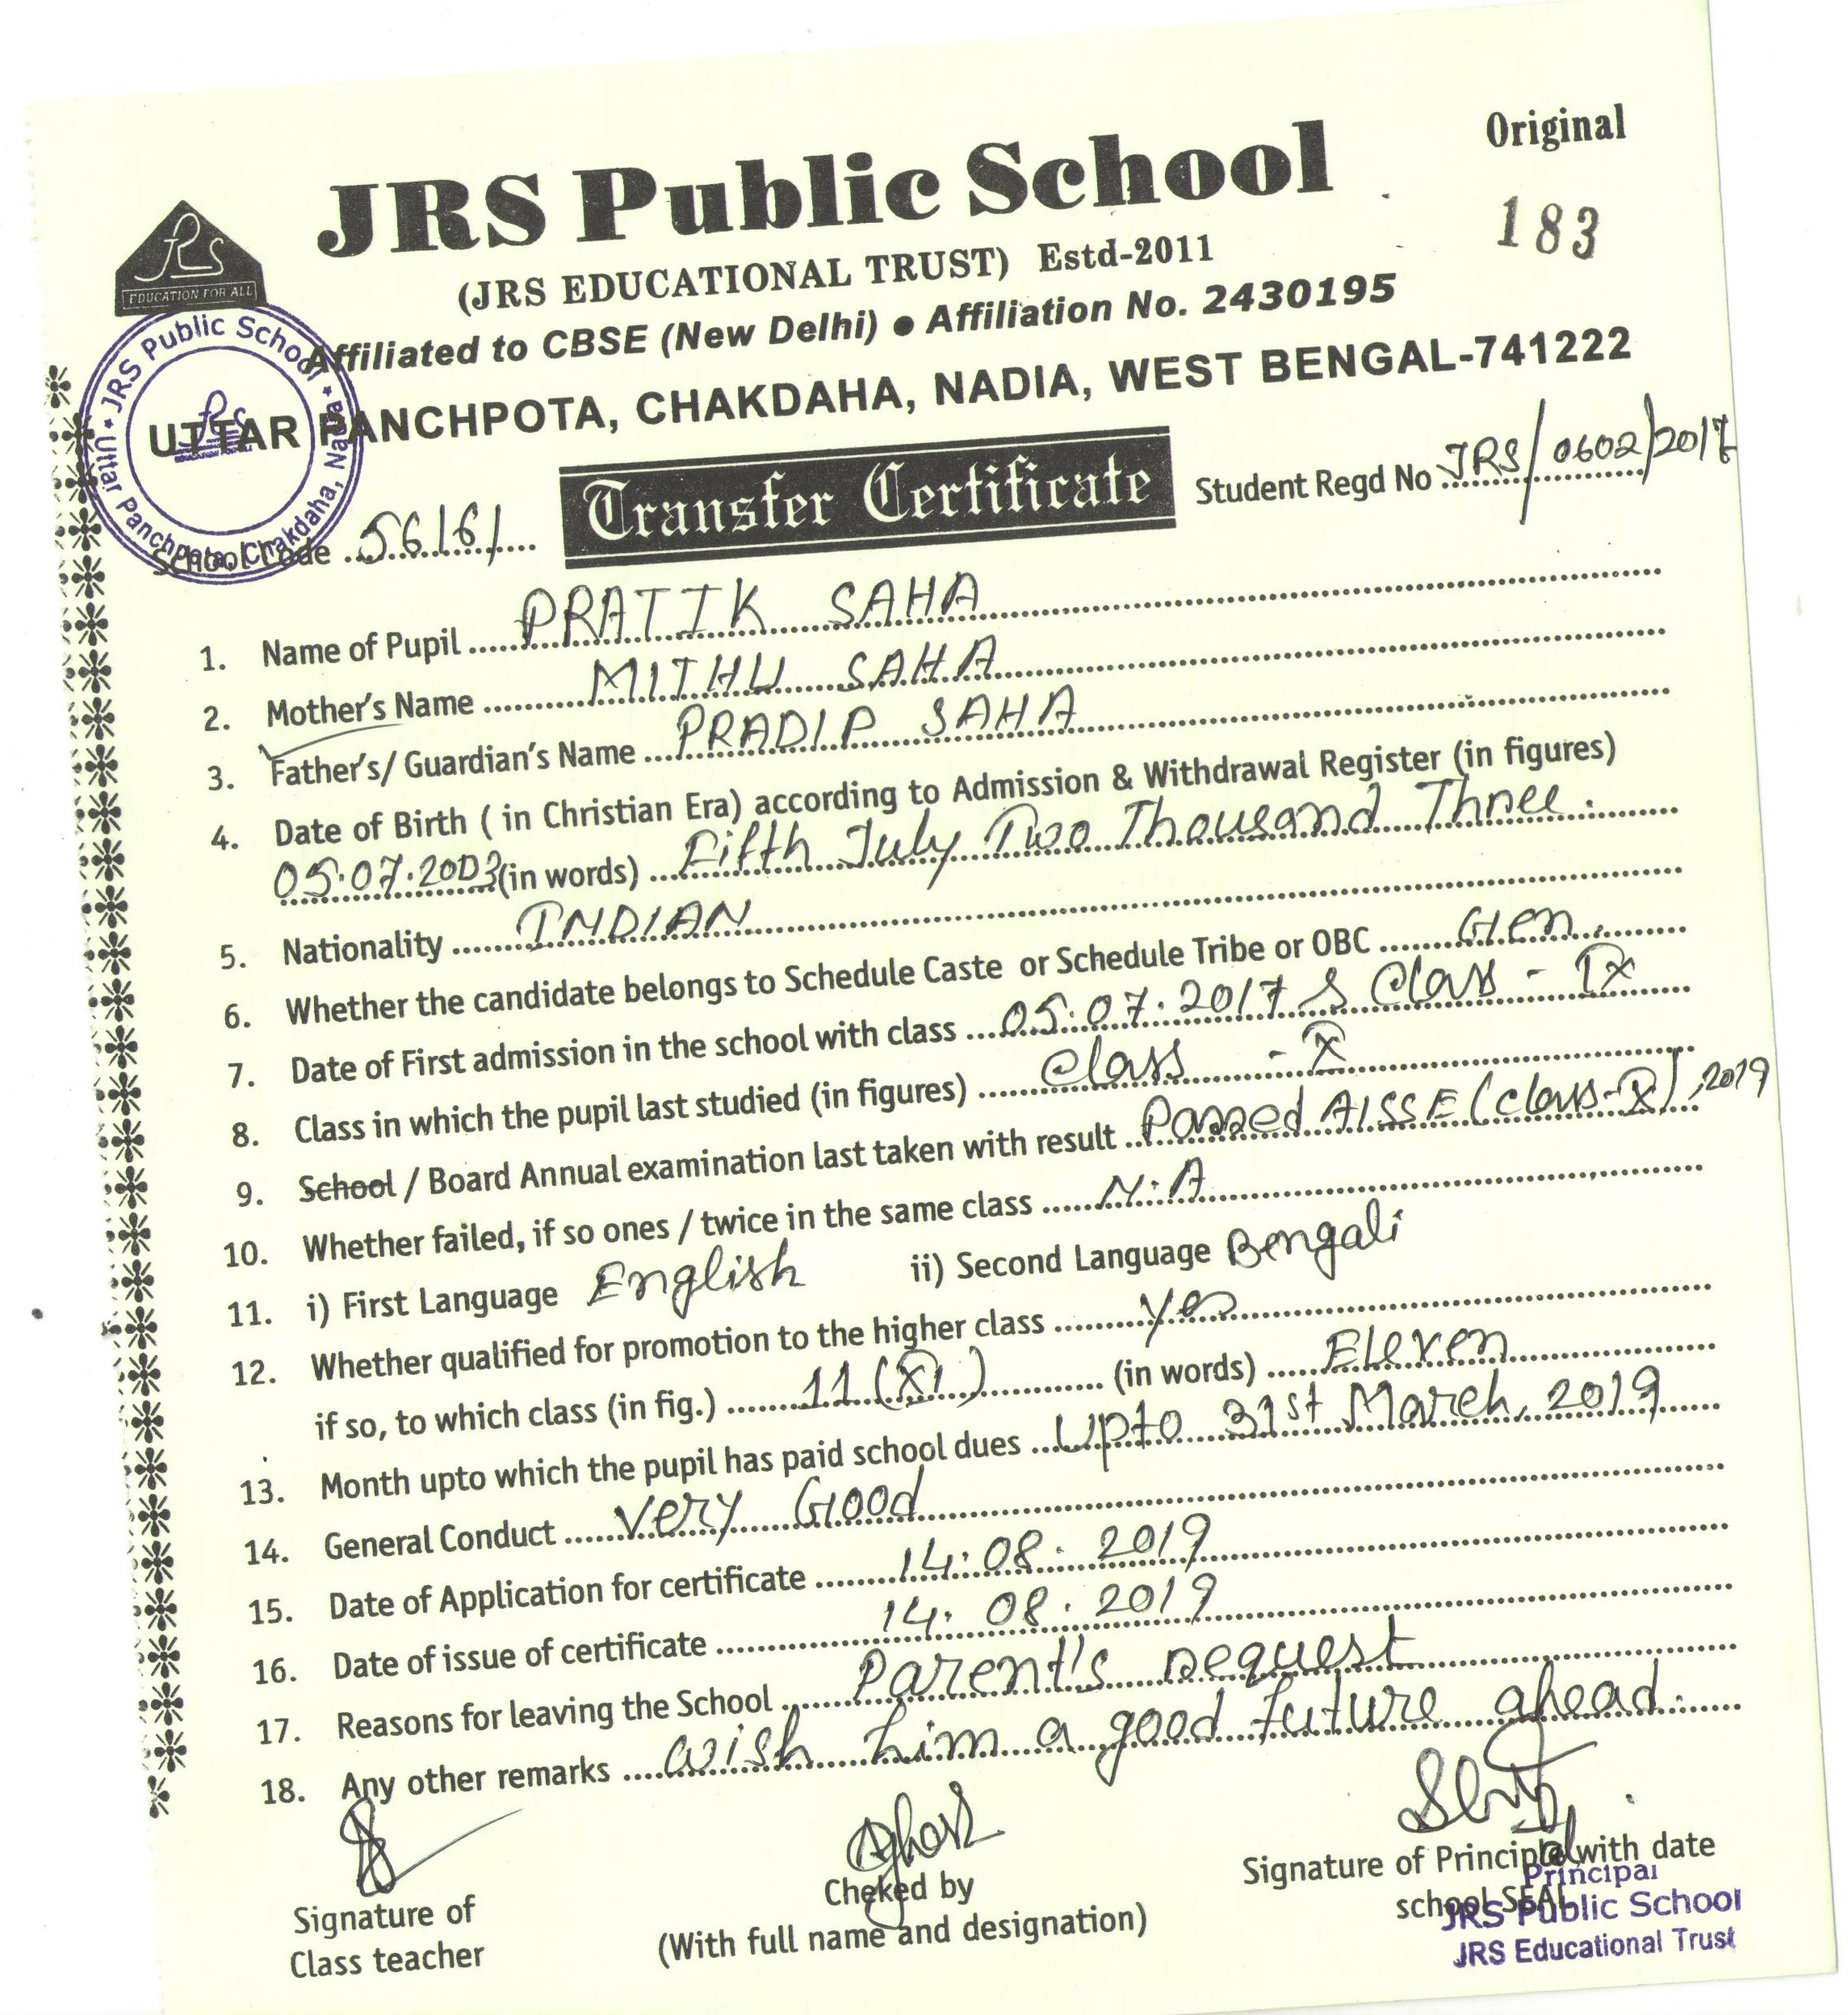 Original
JRS Public School
183
JRS
EDUCATION FOR ALL
(JRS EDUCATIONAL TRUST) Estd-2011
Affiliated to CBSE (New Delhi) ● Affiliation No. 2430195
UTTAR PANCHPOTA, CHAKDAHA, NADIA, WEST BENGAL-741222
JRS Public School * Uttar Panchpota, Chakdaha, Nadia *
Transfer Certificate
Student Regd No JRS/0602/2017
School Code 56161
1. Name of Pupil PRATIK SAHA
2. Mother's Name MITHU SAHA
3. Father's/ Guardian's Name PRADIP SAHA
4. Date of Birth ( in Christian Era) according to Admission & Withdrawal Register (in figures)
05.07.2003 (in words) Fifth July Two Thousand Three.
5. Nationality INDIAN
6. Whether the candidate belongs to Schedule Caste or Schedule Tribe or OBC Gen.
7. Date of First admission in the school with class 05.07.2017 & Class - IX
8. Class in which the pupil last studied (in figures) Class - X
9. School / Board Annual examination last taken with result Passed AISSE (class-X), 2019
10. Whether failed, if so ones / twice in the same class N.A
11. i) First Language English ii) Second Language Bengali
12. Whether qualified for promotion to the higher class Yes
if so, to which class (in fig.) 11 (XI) (in words) Eleven
13. Month upto which the pupil has paid school dues Upto 31st March, 2019
14. General Conduct Very Good
15. Date of Application for certificate 14.08.2019
16. Date of issue of certificate 14.08.2019
17. Reasons for leaving the School Parent's request
18. Any other remarks wish him a good future ahead.
Signature of
Class teacher
Cheked by
(With full name and designation)
Signature of Principal with date
school SEAL
Principal
JRS Public School
JRS Educational Trust